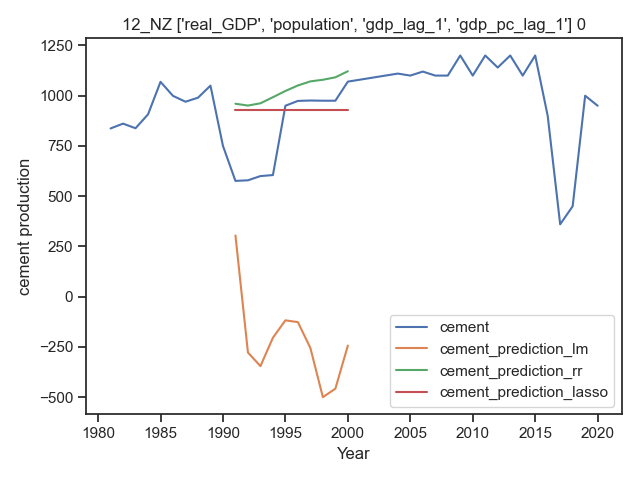 12_NZ ['real_GDP', 'population', 'gdp_lag_1', 'gdp_pc_lag_1'] 0
1250
1000
750
500
250
0
−250
−500
cement production
1980
1985
1990
1995
2000
2005
2010
2015
2020
Year
cement
cement_prediction_lm
cement_prediction_rr
cement_prediction_lasso